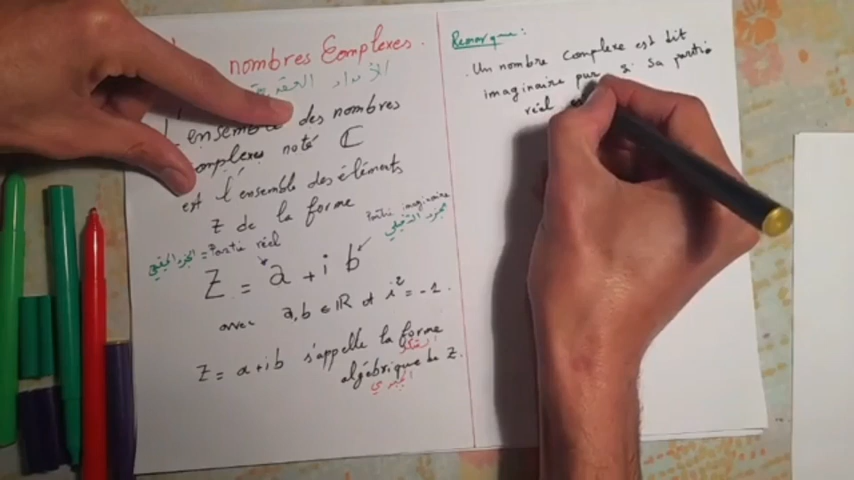 nombres Complexes.
الأعداد العقدية
L'ensemble des nombres
complexes noté ℂ
est l'ensemble des éléments
Z de la forme
Partie imaginaire
الجزء التخيلي
الجزء الحقيقي = Partie réel
Z = a + i b
avec a, b ∈ ℝ et i² = -1.
Z = a + ib s'appelle la forme
الشكل
algébrique de Z.
الجبري
Remarque:
. Un nombre Complexe est dit
imaginaire pur si sa partie
réel